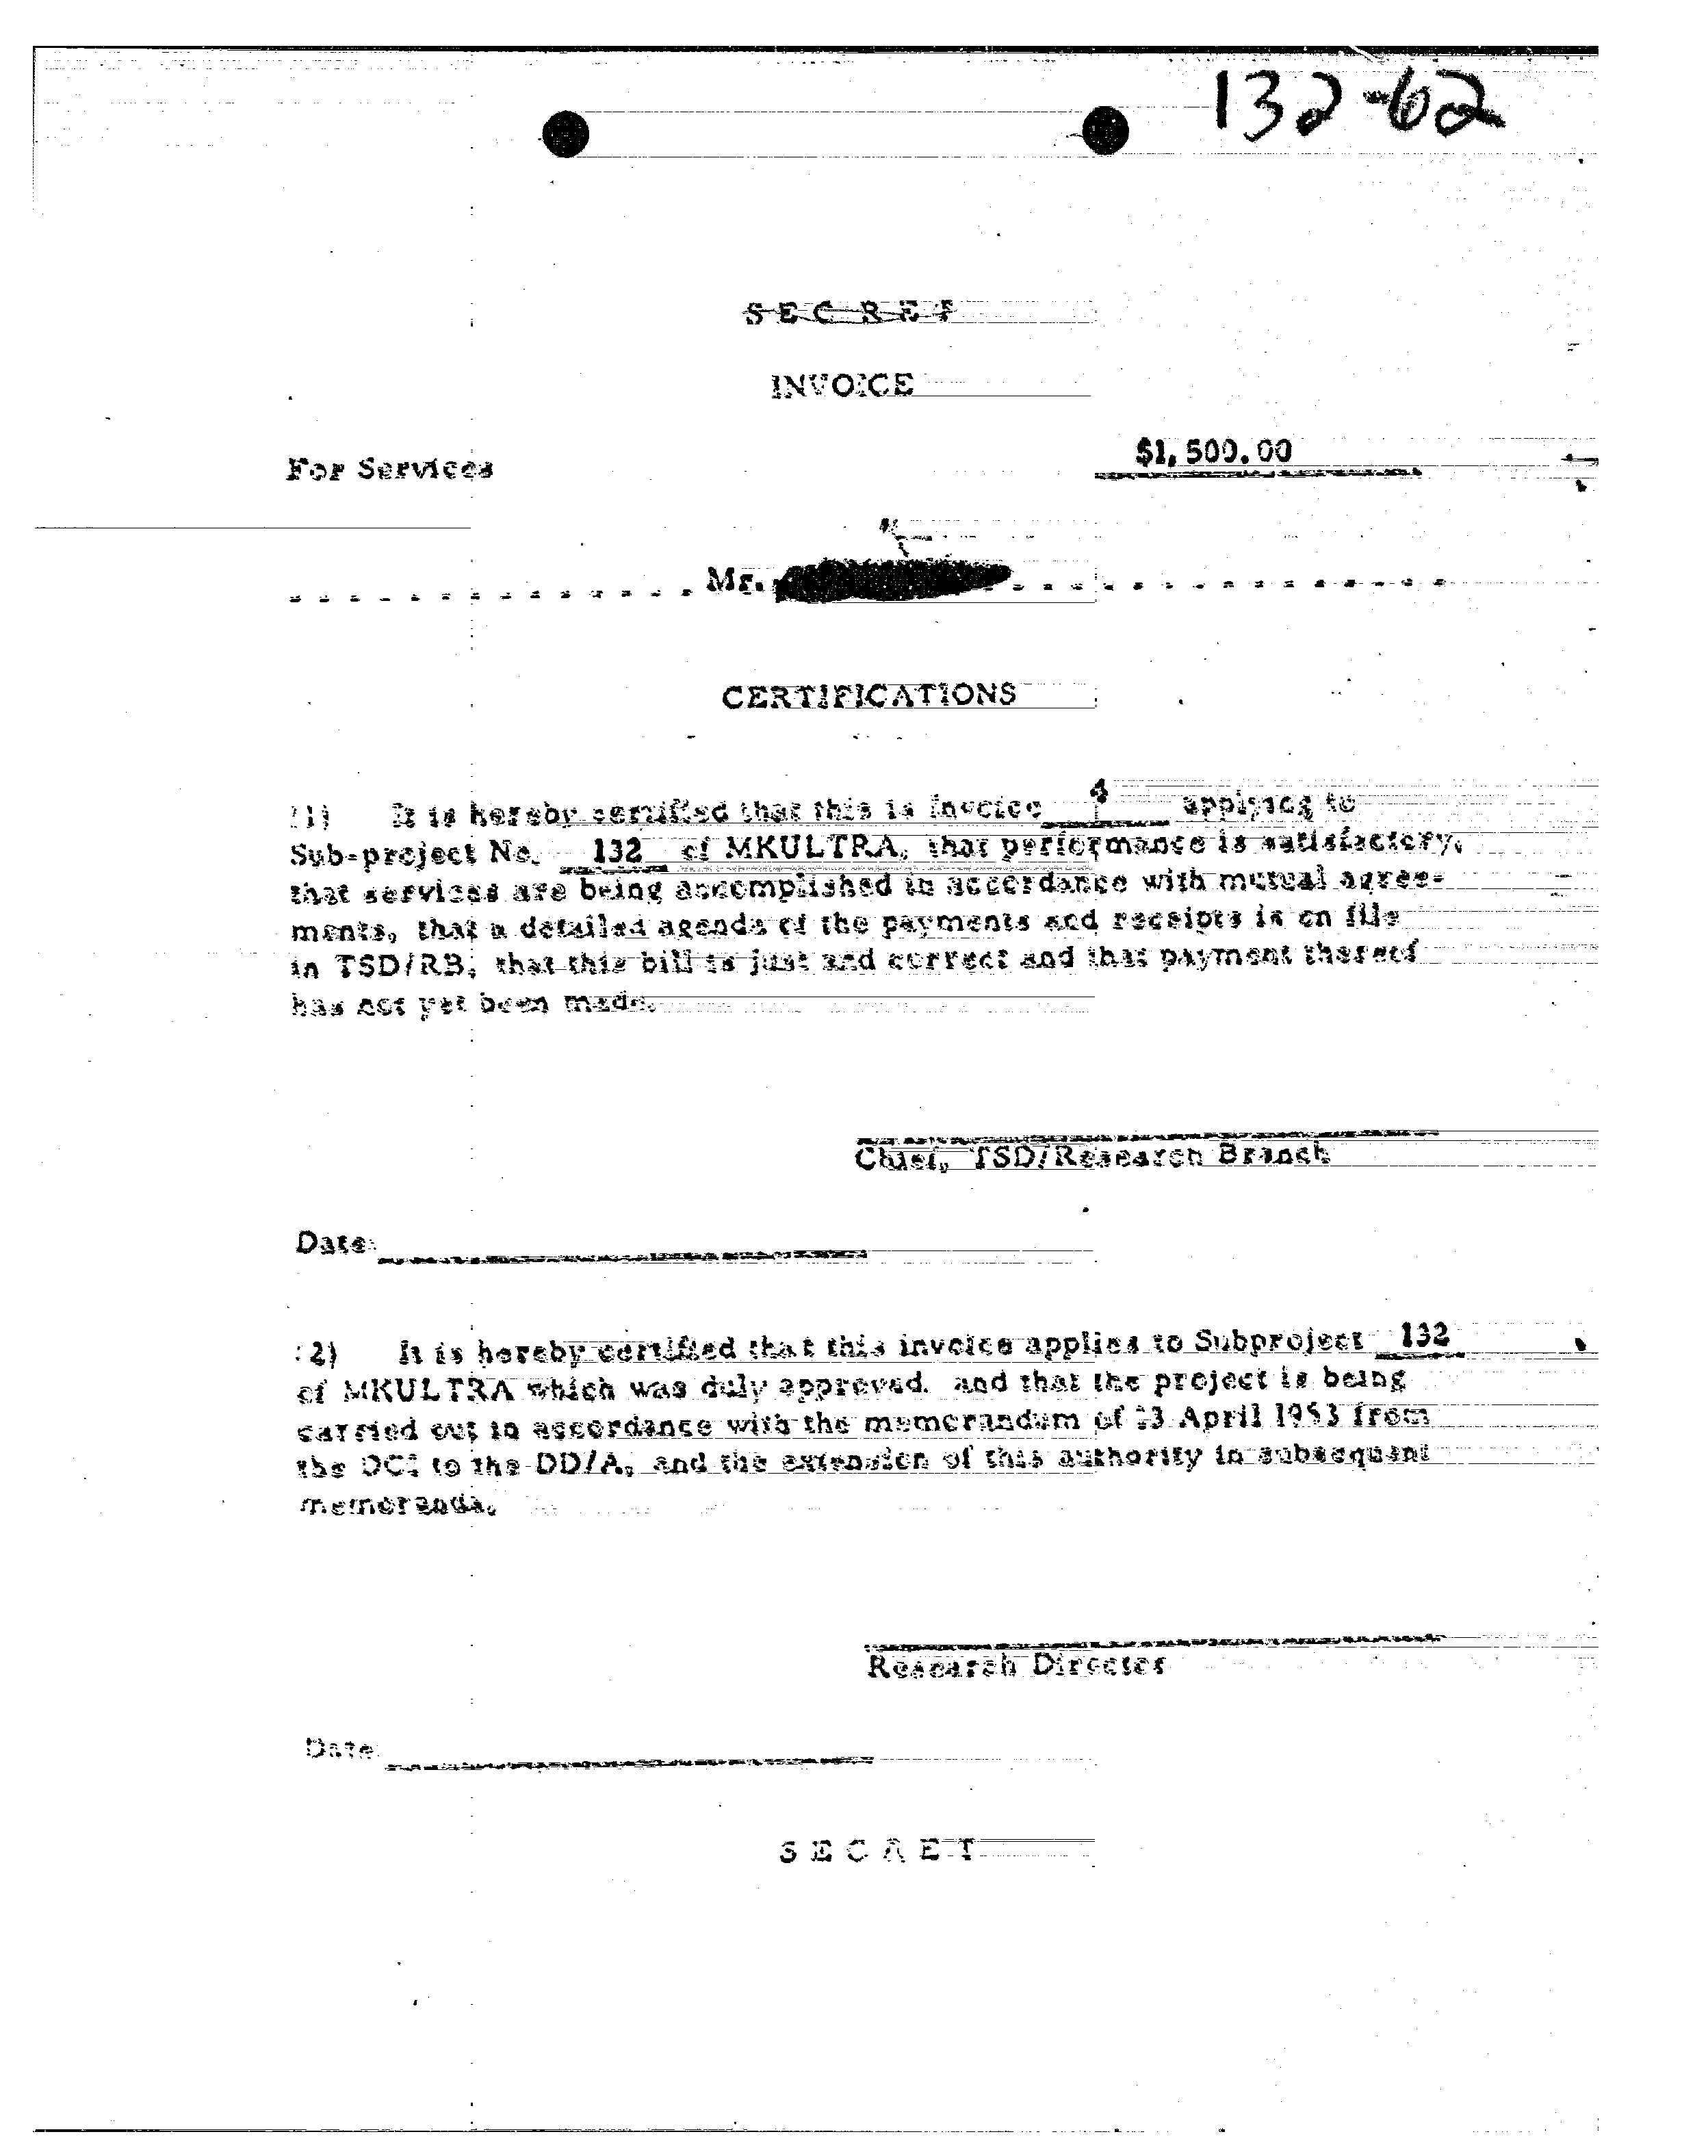 132-62
SECRET
INVOICE
$1,500.00
For Services
Mr.
CERTIFICATIONS
(1) It is hereby certified that this is invoice applying to
Sub-project No. 132 of MKULTRA, that performance is satisfactory,
that services are being accomplished in accordance with mutual agree-
ments, that a detailed agenda of the payments and receipts is on file
in TSD/RB, that this bill is just and correct and that payment thereof
has not yet been made.
Chief, TSD/Research Branch
Date:
(2) It is hereby certified that this invoice applies to Subproject 132
of MKULTRA which was duly approved, and that the project is being
carried out in accordance with the memorandum of 13 April 1953 from
the DCI to the DD/A, and the extension of this authority in subsequent
memoranda.
Research Director
Date:
SECRET